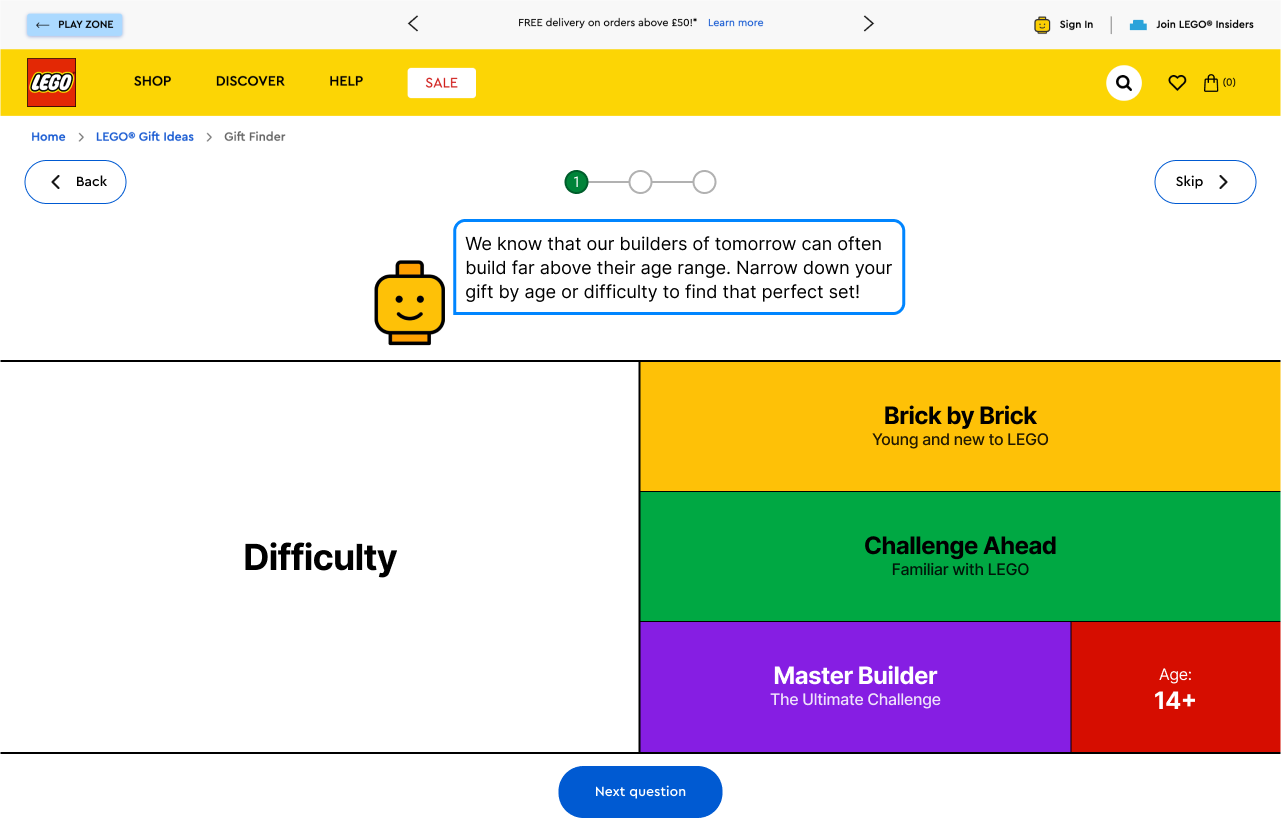 PLAY ZONE
FREE delivery on orders above £50!* Learn more
Sign In
Join LEGO® Insiders
LEGO
SHOP
DISCOVER
HELP
SALE
(0)
Home
LEGO® Gift Ideas
Gift Finder
Back
1
Skip
We know that our builders of tomorrow can often
build far above their age range. Narrow down your
gift by age or difficulty to find that perfect set!
Difficulty
Brick by Brick
Young and new to LEGO
Challenge Ahead
Familiar with LEGO
Master Builder
The Ultimate Challenge
Age:
14+
Next question